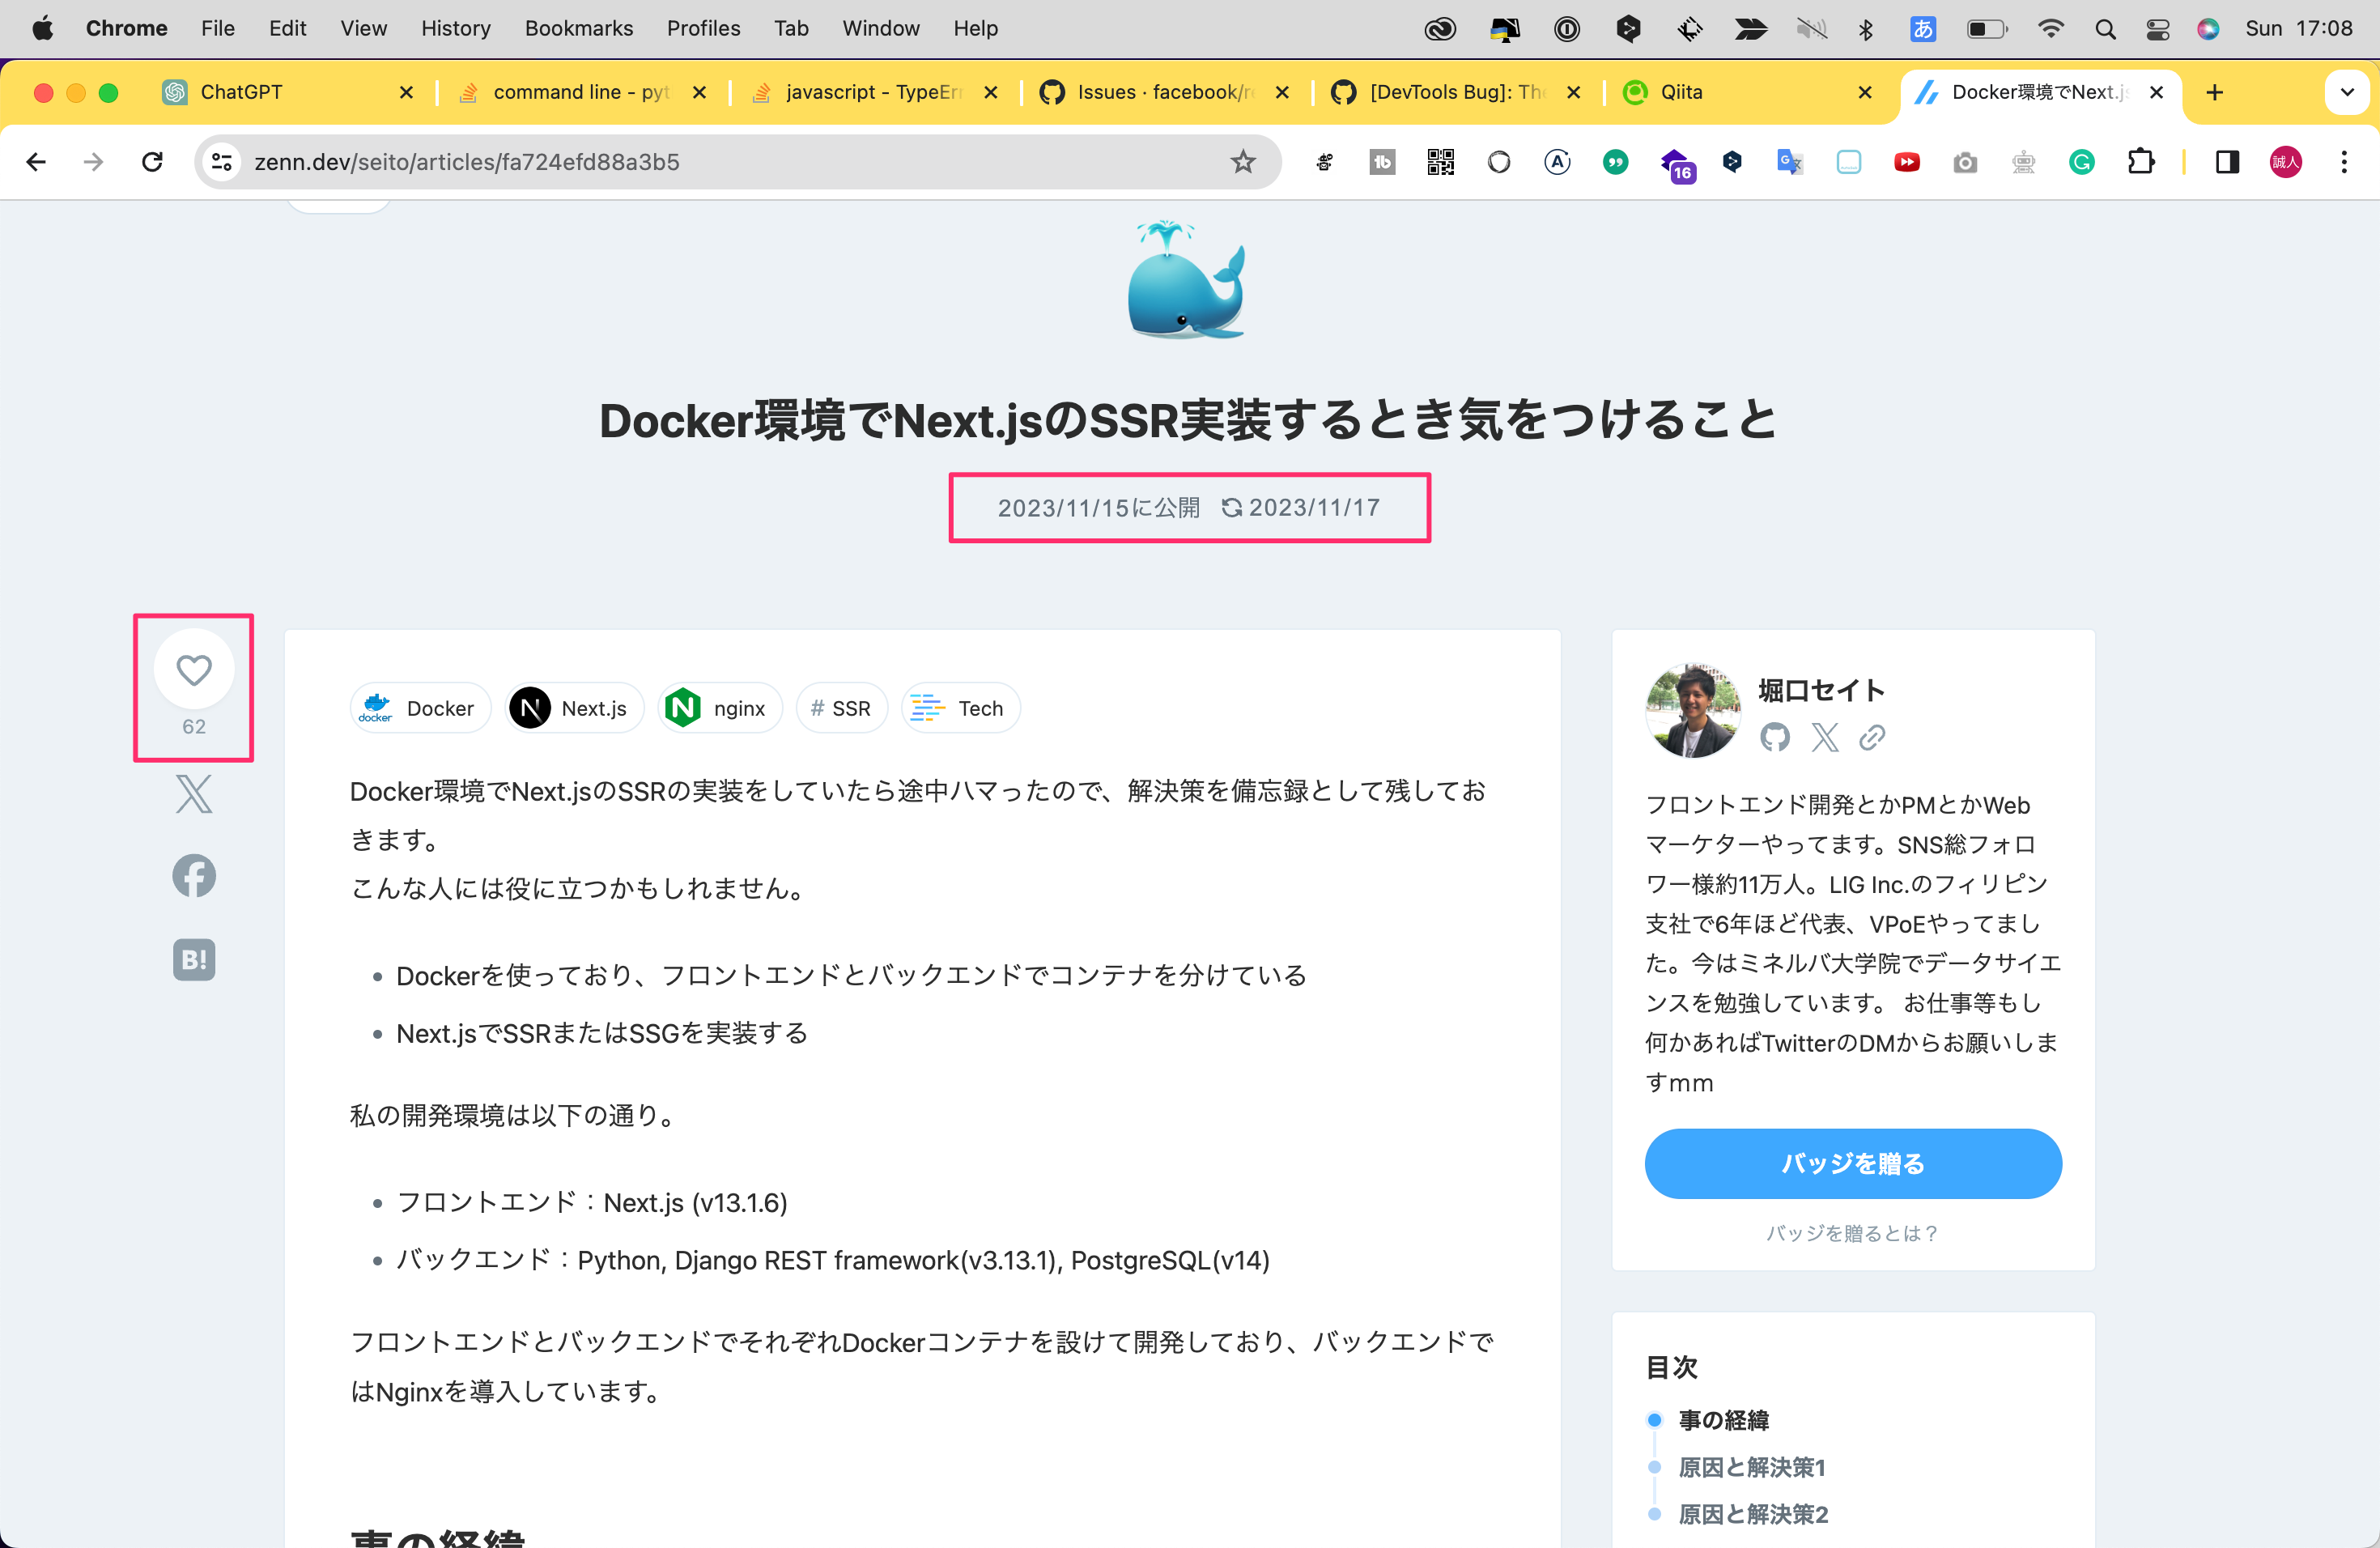 Chrome File Edit View History Bookmarks Profiles Tab Window Help あ Sun 17:08
ChatGPT command line - pyt javascript - TypeErr Issues · facebook/re [DevTools Bug]: The Qiita Docker環境でNext.js
zenn.dev/seito/articles/fa724efd88a3b5 16 誠人
Docker環境でNext.jsのSSR実装するとき気をつけること
2023/11/15に公開 2023/11/17
62
B!
docker Docker Next.js nginx # SSR Tech
Docker環境でNext.jsのSSRの実装をしていたら途中ハマったので、解決策を備忘録として残してお
きます。
こんな人には役に立つかもしれません。
• Dockerを使っており、フロントエンドとバックエンドでコンテナを分けている
• Next.jsでSSRまたはSSGを実装する
私の開発環境は以下の通り。
• フロントエンド：Next.js (v13.1.6)
• バックエンド：Python, Django REST framework(v3.13.1), PostgreSQL(v14)
フロントエンドとバックエンドでそれぞれDockerコンテナを設けて開発しており、バックエンドで
はNginxを導入しています。
事の経緯
堀口セイト
フロントエンド開発とかPMとかWeb
マーケターやってます。SNS総フォロ
ワー様約11万人。LIG Inc.のフィリピン
支社で6年ほど代表、VPoEやってまし
た。今はミネルバ大学院でデータサイエ
ンスを勉強しています。 お仕事等もし
何かあればTwitterのDMからお願いしま
すmm
バッジを贈る
バッジを贈るとは？
目次
事の経緯
原因と解決策1
原因と解決策2